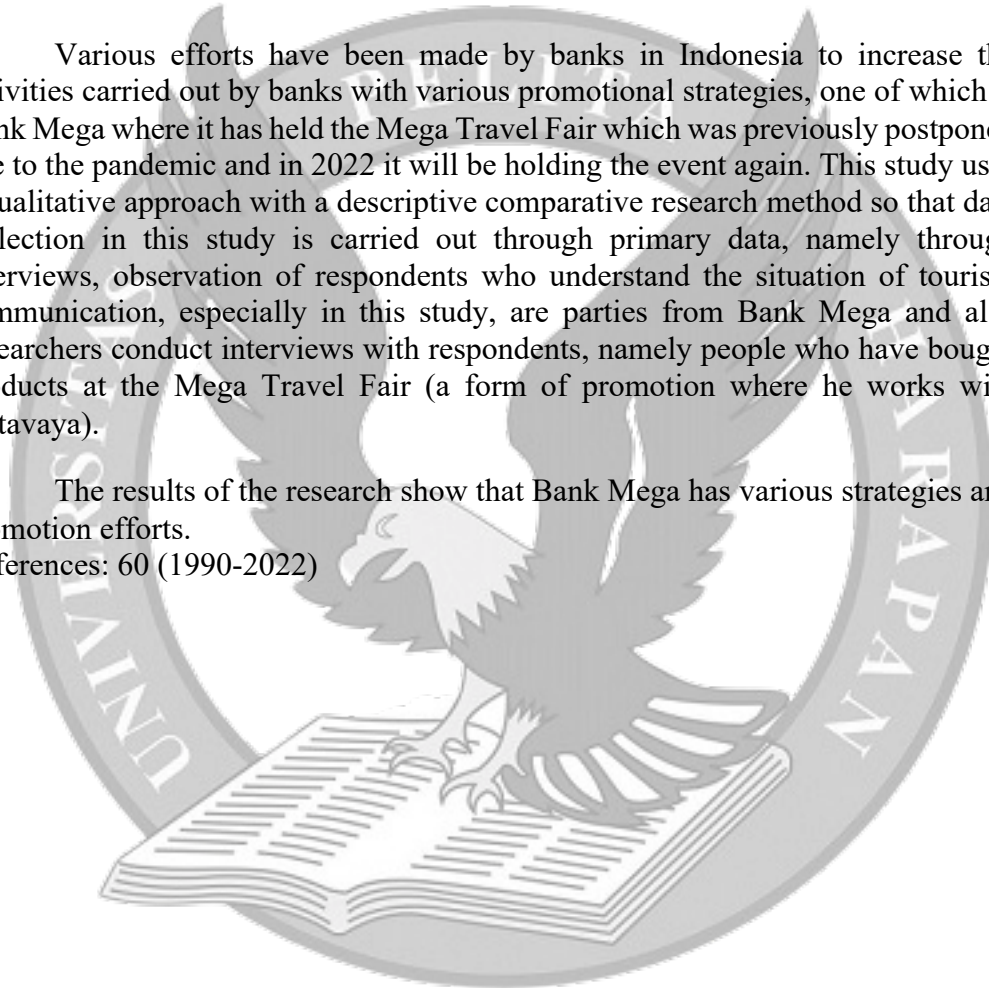 Various efforts have been made by banks in Indonesia to increase th
ivities carried out by banks with various promotional strategies, one of which
nk Mega where it has held the Mega Travel Fair which was previously postpon
e to the pandemic and in 2022 it will be holding the event again. This study us
ualitative approach with a descriptive comparative research method so that da
llection in this study is carried out through primary data, namely throug
erviews, observation of respondents who understand the situation of touris
mmunication, especially in this study, are parties from Bank Mega and al
earchers conduct interviews with respondents, namely people who have boug
ducts at the Mega Travel Fair (a form of promotion where he works wi
tavaya).
The results of the research show that Bank Mega has various strategies an
omotion efforts.
ferences: 60 (1990-2022)
UNIVERSITAS PELITA HARAPAN